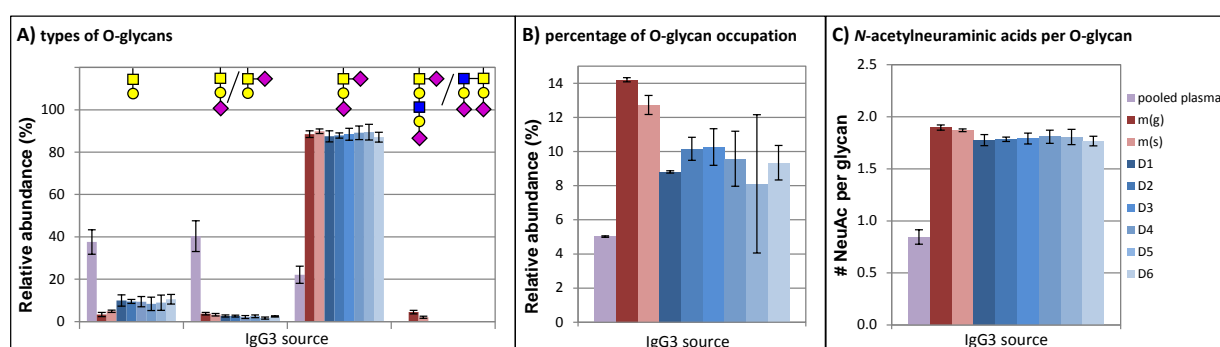 A) types of O-glycans
Relative abundance (%)
100
80
60
40
20
0
IgG3 source
B) percentage of O-glycan occupation
Relative abundance (%)
14
12
10
8
6
4
2
0
IgG3 source
C) N-acetylneuraminic acids per O-glycan
# NeuAc per glycan
2.5
2.0
1.5
1.0
0.5
0.0
IgG3 source
pooled plasma
m(g)
m(s)
D1
D2
D3
D4
D5
D6